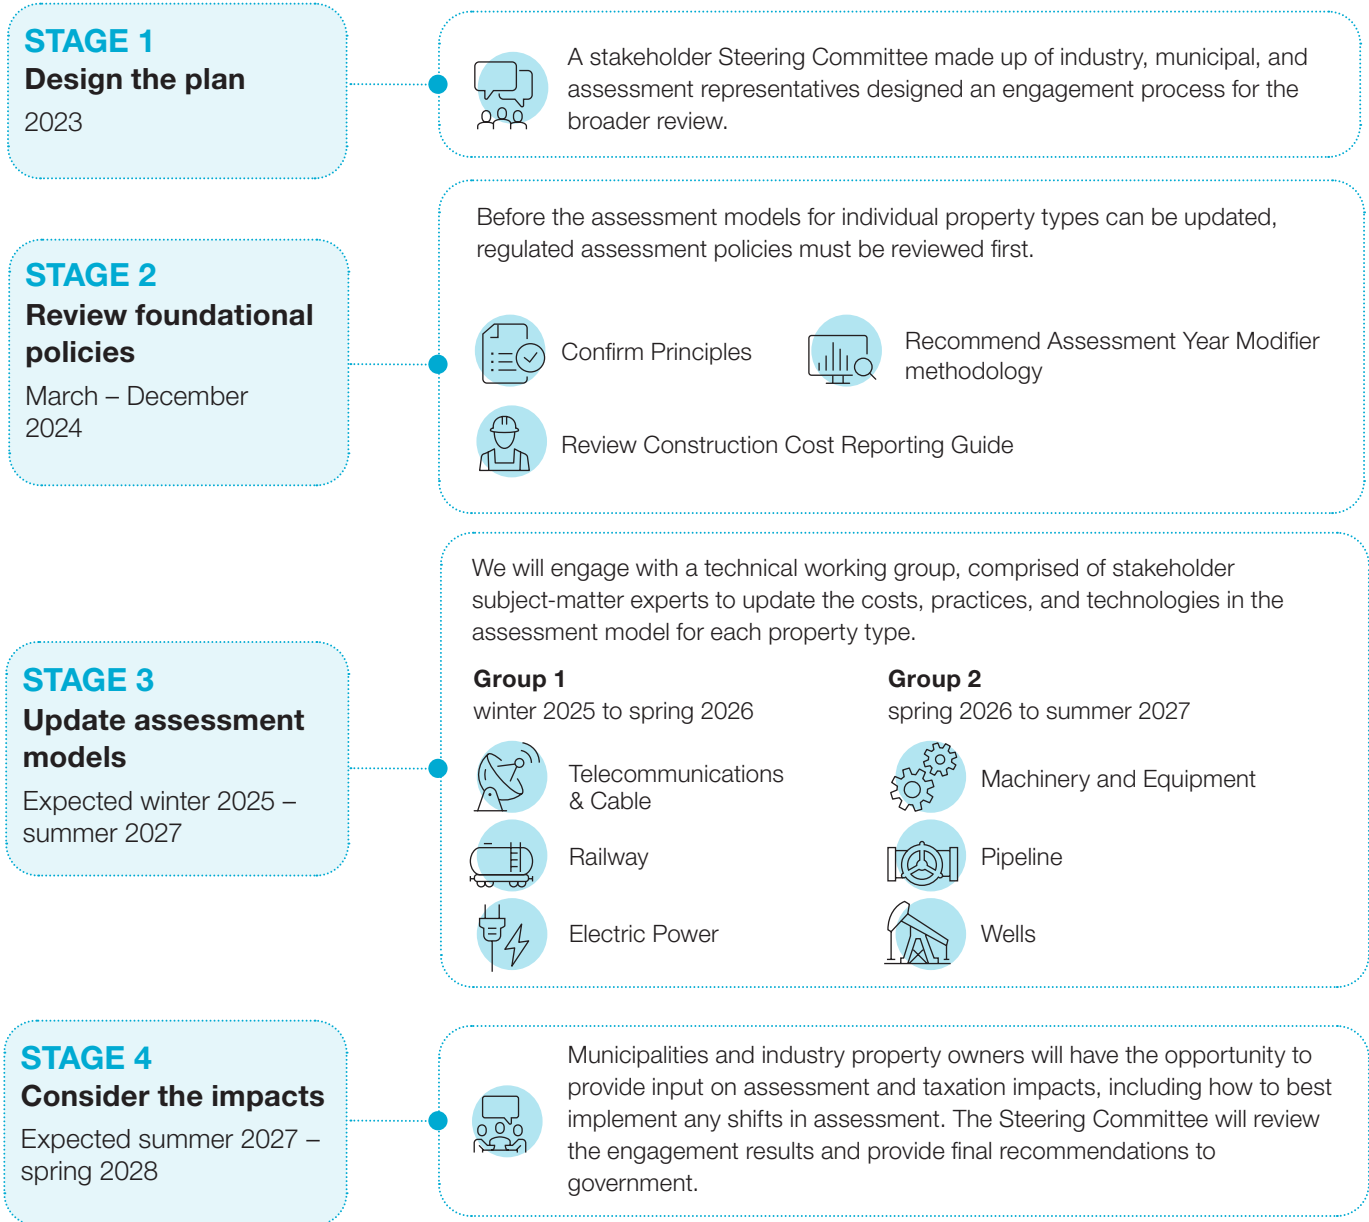 STAGE 1
Design the plan
2023
A stakeholder Steering Committee made up of industry, municipal, and
assessment representatives designed an engagement process for the
broader review.
STAGE 2
Review foundational
policies
March – December
2024
Before the assessment models for individual property types can be updated,
regulated assessment policies must be reviewed first.
Confirm Principles
Recommend Assessment Year Modifier
methodology
Review Construction Cost Reporting Guide
STAGE 3
Update assessment
models
Expected winter 2025 –
summer 2027
We will engage with a technical working group, comprised of stakeholder
subject-matter experts to update the costs, practices, and technologies in the
assessment model for each property type.
Group 1
winter 2025 to spring 2026
Telecommunications
& Cable
Railway
Electric Power
Group 2
spring 2026 to summer 2027
Machinery and Equipment
Pipeline
Wells
STAGE 4
Consider the impacts
Expected summer 2027 –
spring 2028
Municipalities and industry property owners will have the opportunity to
provide input on assessment and taxation impacts, including how to best
implement any shifts in assessment. The Steering Committee will review
the engagement results and provide final recommendations to
government.